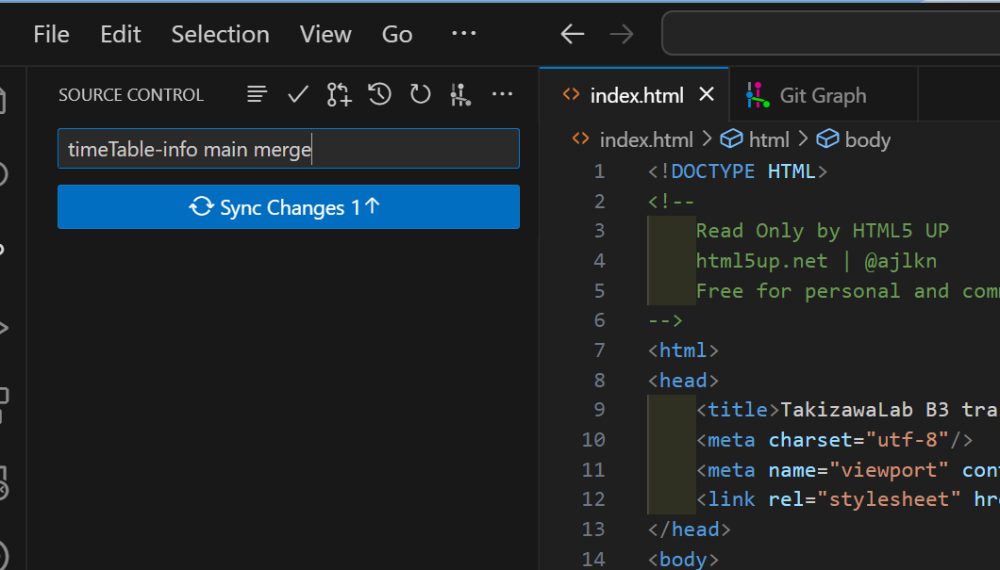 File Edit Selection View Go ...
SOURCE CONTROL
timeTable-info main merge
Sync Changes 1↑
index.html
Git Graph
index.html > html > body
1 <!DOCTYPE HTML>
2 <!--
3 Read Only by HTML5 UP
4 html5up.net | @ajlkn
5 Free for personal and com
6 -->
7 <html>
8 <head>
9 <title>TakizawaLab B3 tra
10 <meta charset="utf-8"/>
11 <meta name="viewport" con
12 <link rel="stylesheet" hr
13 </head>
14 <body>